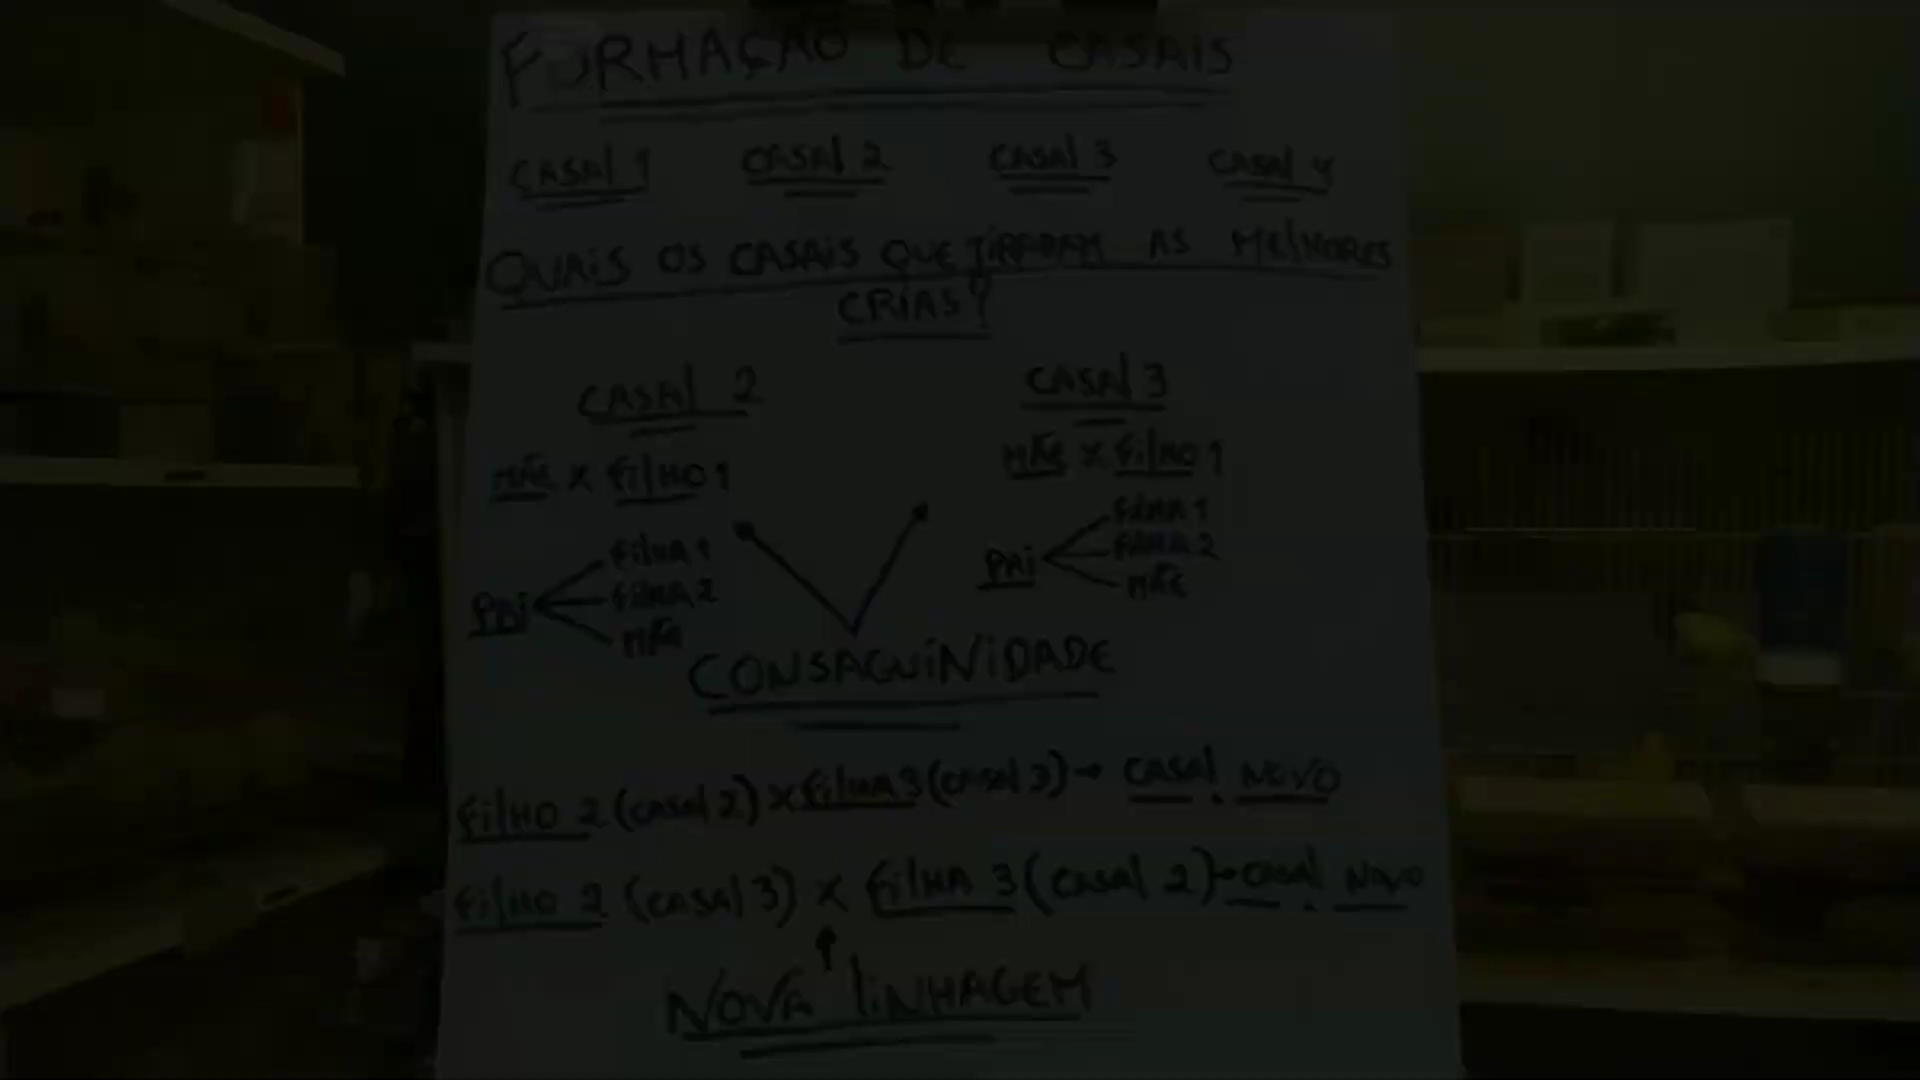 FORMAÇÃO DE CASAIS
CASAl 1 CASAl 2 CASAl 3 CASAl 4
QUAiS OS CASAiS QUE TiRARAM AS MElHORES
CRIAS?
CASAl 2 CASAl 3
MÃE X FilHO 1 MÃE X FilHO 1
PAi FilHA 1 FilHA 2 MÃE PAi FilHA 1 FilHA 2 MÃE
CONSAGUiNiDADE
FilHO 2 (CASAl 2) X FilHA 3 (CASAl 3) → CASAl NOVO
FilHO 2 (CASAl 3) X FilHA 3 (CASAl 2) → CASAl NOVO
NOVA liNHAGEM